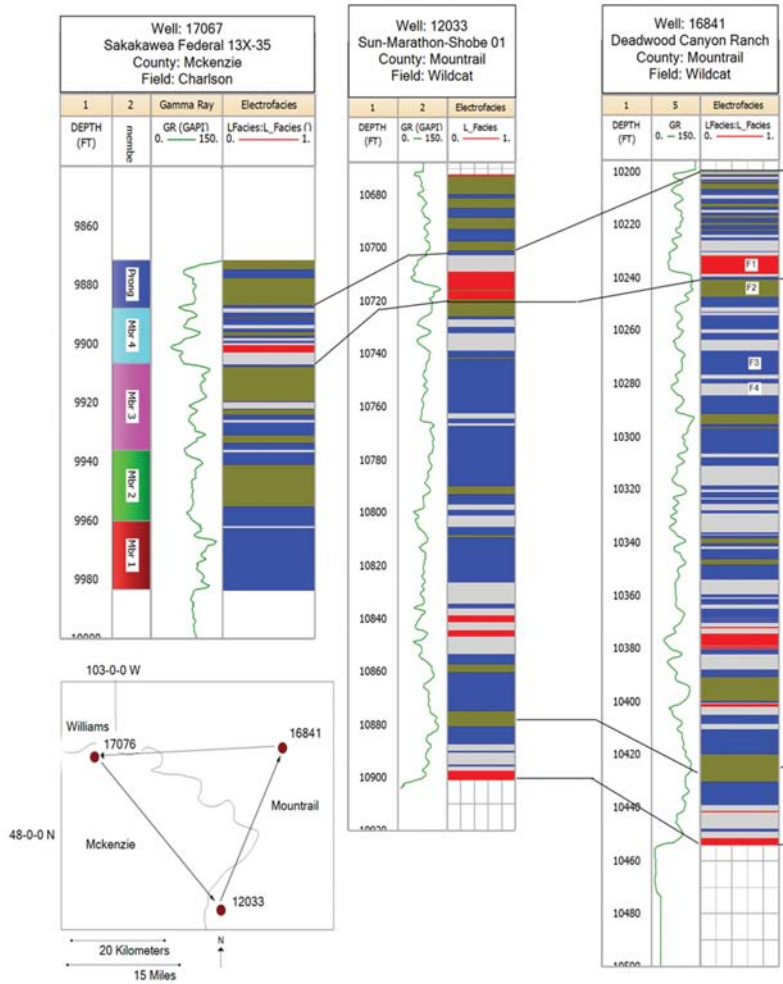 Well: 17067
Sakakawea Federal 13X-35
County: Mckenzie
Field: Charlson
1 2 Gamma Ray Electrofacies
DEPTH
(FT)
membe
GR (GAPI)
0. 150.
LFacies:L_Facies ()
0. 1.
9860
9880
9900
9920
9940
9960
9980
10000
Prong
Mbr 4
Mbr 3
Mbr 2
Mbr 1
Well: 12033
Sun-Marathon-Shobe 01
County: Mountrail
Field: Wildcat
1 2 Electrofacies
DEPTH
(FT)
GR (GAPI)
0. 150.
L_Facies
0. 1.
10680
10700
10720
10740
10760
10780
10800
10820
10840
10860
10880
10900
10920
Well: 16841
Deadwood Canyon Ranch
County: Mountrail
Field: Wildcat
1 5 Electrofacies
DEPTH
(FT)
GR
0. 150.
LFacies:L_Facies
0. 1.
10200
10220
10240
10260
10280
10300
10320
10340
10360
10380
10400
10420
10440
10460
10480
10500
F1
F2
F3
F4
103-0-0 W
Williams
17076
16841
Mountrail
48-0-0 N
Mckenzie
12033
N
20 Kilometers
15 Miles